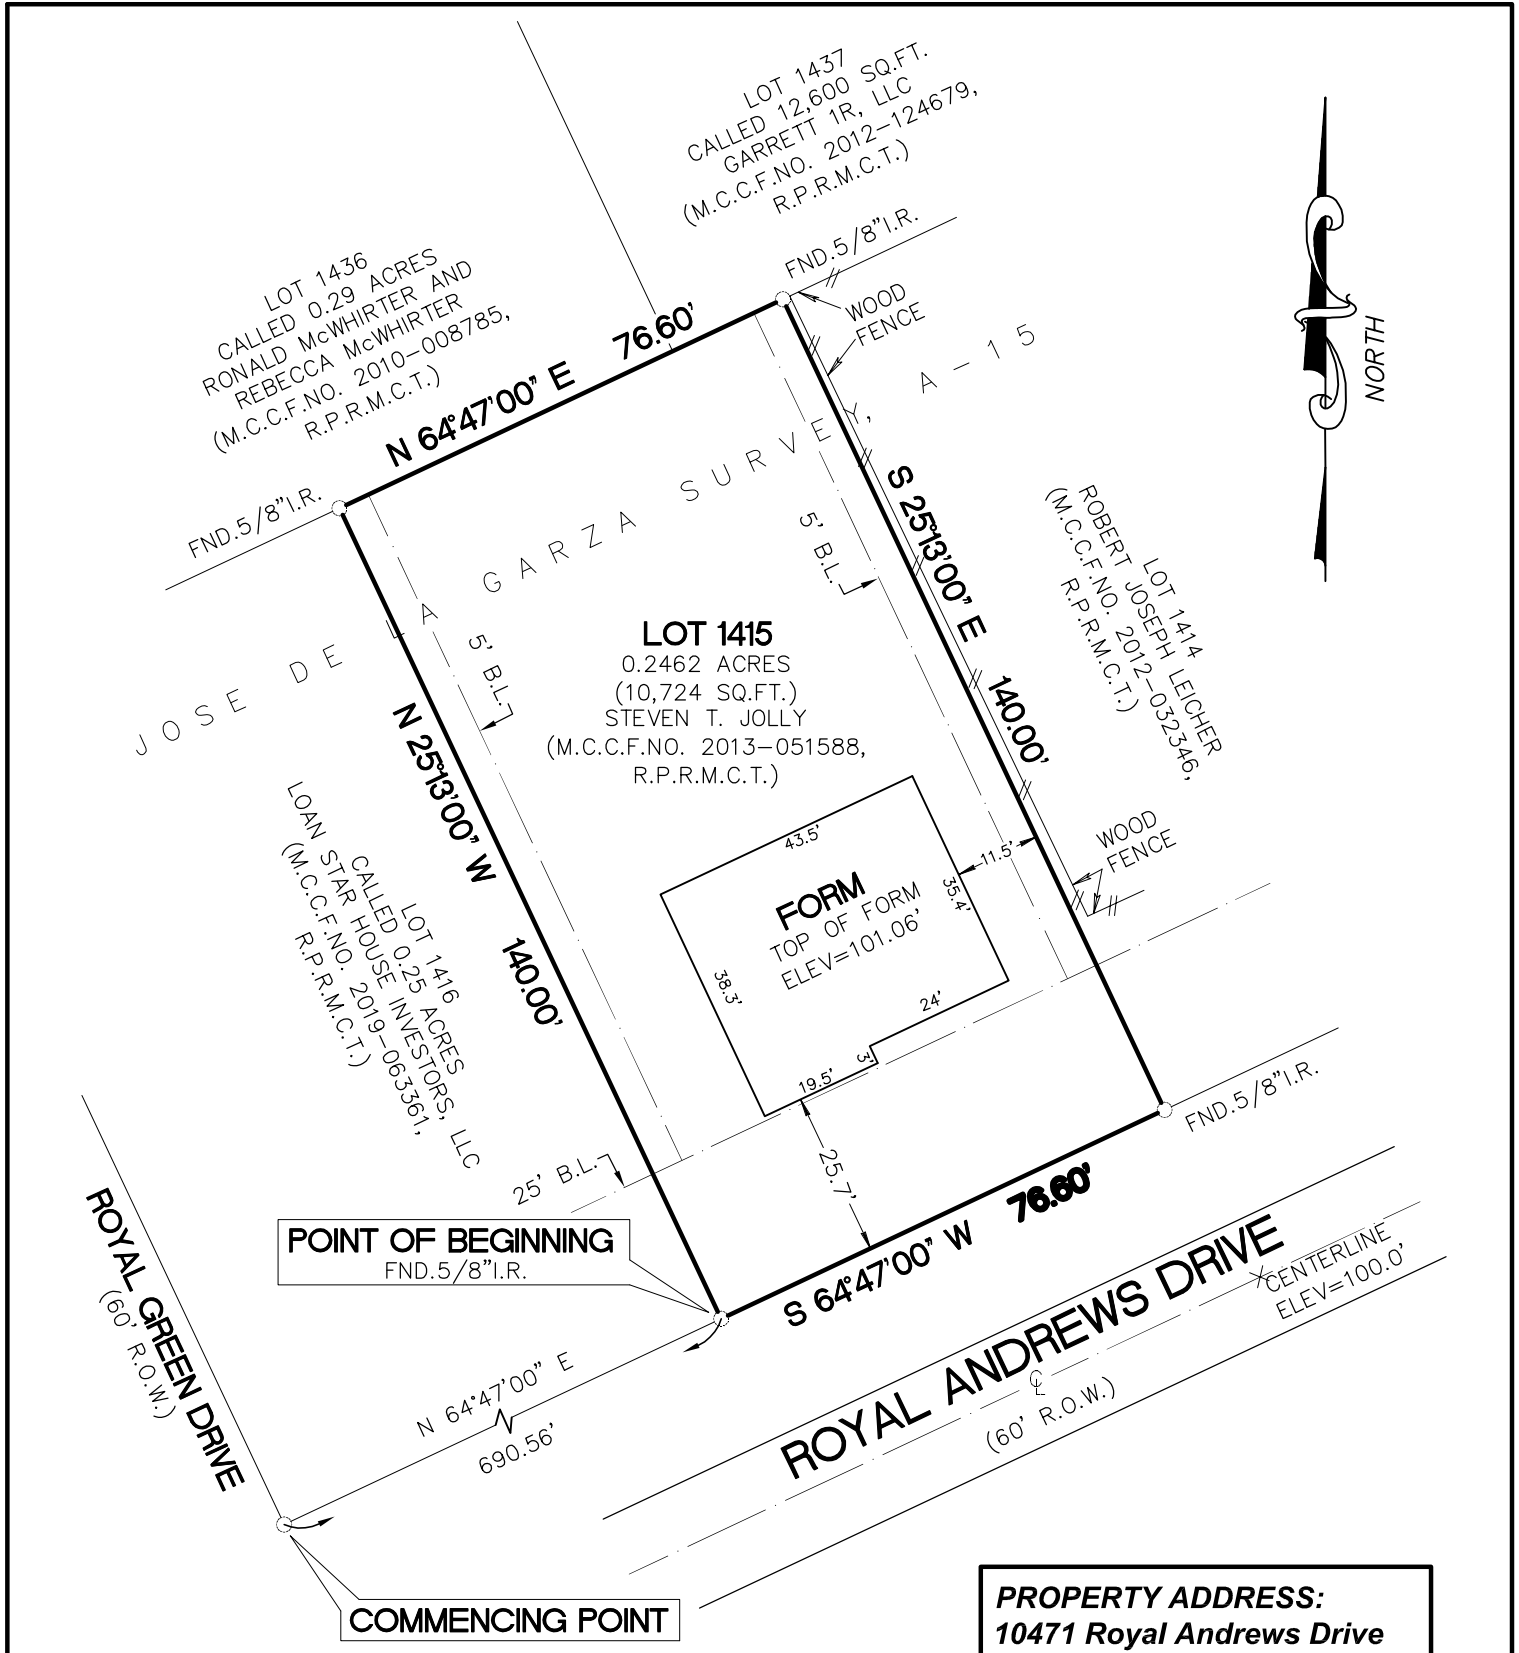 LOT 1437
CALLED 12,600 SQ.FT.
GARRETT 1R, LLC
(M.C.C.F.NO. 2012-124679,
R.P.R.M.C.T.)
LOT 1436
CALLED 0.29 ACRES
RONALD McWHIRTER AND
REBECCA McWHIRTER
(M.C.C.F.NO. 2010-008785,
R.P.R.M.C.T.)
FND.5/8"I.R.
WOOD
FENCE
NORTH
N 64°47'00" E 76.60'
FND.5/8"I.R.
JOSE DE LA GARZA SURVEY, A-15
S 25°13'00" E 140.00'
5' B.L.
5' B.L.
LOT 1414
ROBERT JOSEPH LEICHER
(M.C.C.F.NO. 2012-032346,
R.P.R.M.C.T.)
LOT 1415
0.2462 ACRES
(10,724 SQ.FT.)
STEVEN T. JOLLY
(M.C.C.F.NO. 2013-051588,
R.P.R.M.C.T.)
N 25°13'00" W 140.00'
LOT 1416
CALLED 0.25 ACRES
LOAN STAR HOUSE INVESTORS, LLC
(M.C.C.F.NO. 2019-063361,
R.P.R.M.C.T.)
43.5'
FORM
TOP OF FORM
ELEV=101.06'
35.4'
11.5'
38.3'
24'
3'
19.5'
WOOD
FENCE
25.7'
25' B.L.
FND.5/8"I.R.
S 64°47'00" W 76.60'
POINT OF BEGINNING
FND.5/8"I.R.
ROYAL GREEN DRIVE
(60' R.O.W.)
N 64°47'00" E
690.56'
ROYAL ANDREWS DRIVE
(60' R.O.W.)
CL
CENTERLINE
ELEV=100.0'
COMMENCING POINT
PROPERTY ADDRESS:
10471 Royal Andrews Drive